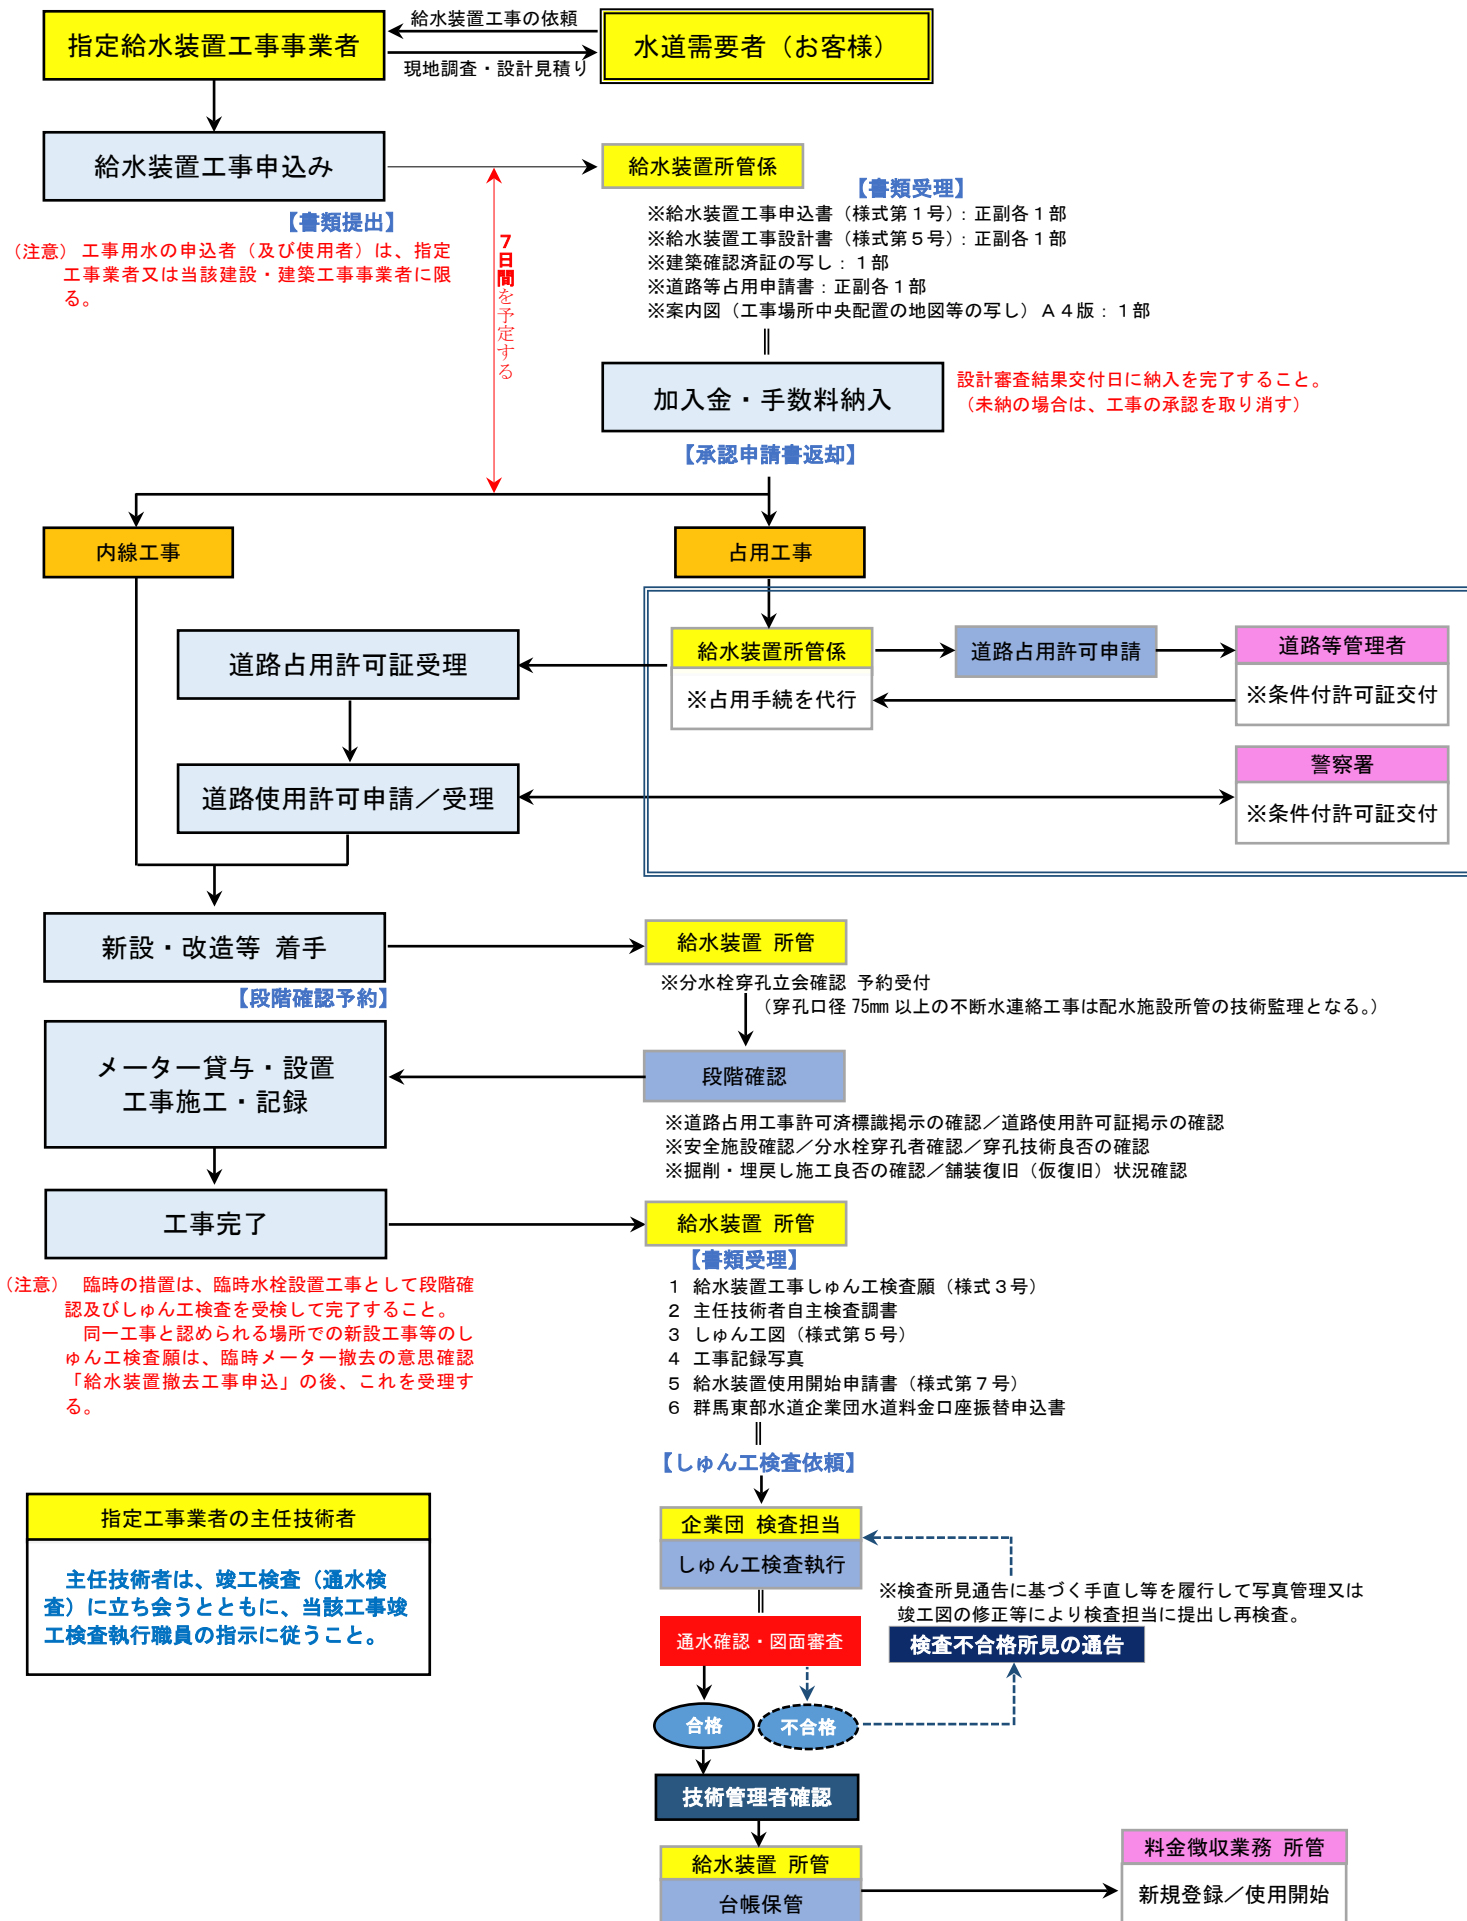 給水装置工事の依頼
指定給水装置工事事業者
水道需要者（お客様）
現地調査・設計見積り
給水装置工事申込み
給水装置所管係
【書類提出】
【書類受理】
（注意）工事用水の申込者（及び使用者）は、指定
工事業者又は当該建設・建築工事事業者に限
る。
７日間を予定する
※給水装置工事申込書（様式第１号）：正副各１部
※給水装置工事設計書（様式第５号）：正副各１部
※建築確認済証の写し：１部
※道路等占用申請書：正副各１部
※案内図（工事場所中央配置の地図等の写し）Ａ４版：１部
加入金・手数料納入
設計審査結果交付日に納入を完了すること。
（未納の場合は、工事の承認を取り消す）
【承認申請書返却】
内線工事
占用工事
道路占用許可証受理
給水装置所管係
※占用手続を代行
道路占用許可申請
道路等管理者
※条件付許可証交付
道路使用許可申請／受理
警察署
※条件付許可証交付
新設・改造等 着手
給水装置 所管
【段階確認予約】
※分水栓穿孔立会確認 予約受付
（穿孔口径 75mm 以上の不断水連絡工事は配水施設所管の技術監理となる。）
メーター貸与・設置
工事施工・記録
段階確認
※道路占用工事許可済標識掲示の確認／道路使用許可証掲示の確認
※安全施設確認／分水栓穿孔者確認／穿孔技術良否の確認
※掘削・埋戻し施工良否の確認／舗装復旧（仮復旧）状況確認
工事完了
給水装置 所管
【書類受理】
（注意） 臨時の措置は、臨時水栓設置工事として段階確
認及びしゅん工検査を受検して完了すること。
同一工事と認められる場所での新設工事等のし
ゅん工検査願は、臨時メーター撤去の意思確認
「給水装置撤去工事申込」の後、これを受理す
る。
１ 給水装置工事しゅん工検査願（様式３号）
２ 主任技術者自主検査調書
３ しゅん工図（様式第５号）
４ 工事記録写真
５ 給水装置使用開始申請書（様式第７号）
６ 群馬東部水道企業団水道料金口座振替申込書
【しゅん工検査依頼】
指定工事業者の主任技術者
主任技術者は、竣工検査（通水検
査）に立ち会うとともに、当該工事竣
工検査執行職員の指示に従うこと。
企業団 検査担当
しゅん工検査執行
※検査所見通告に基づく手直し等を履行して写真管理又は
竣工図の修正等により検査担当に提出し再検査。
通水確認・図面審査
検査不合格所見の通告
合格
不合格
技術管理者確認
給水装置 所管
台帳保管
料金徴収業務 所管
新規登録／使用開始